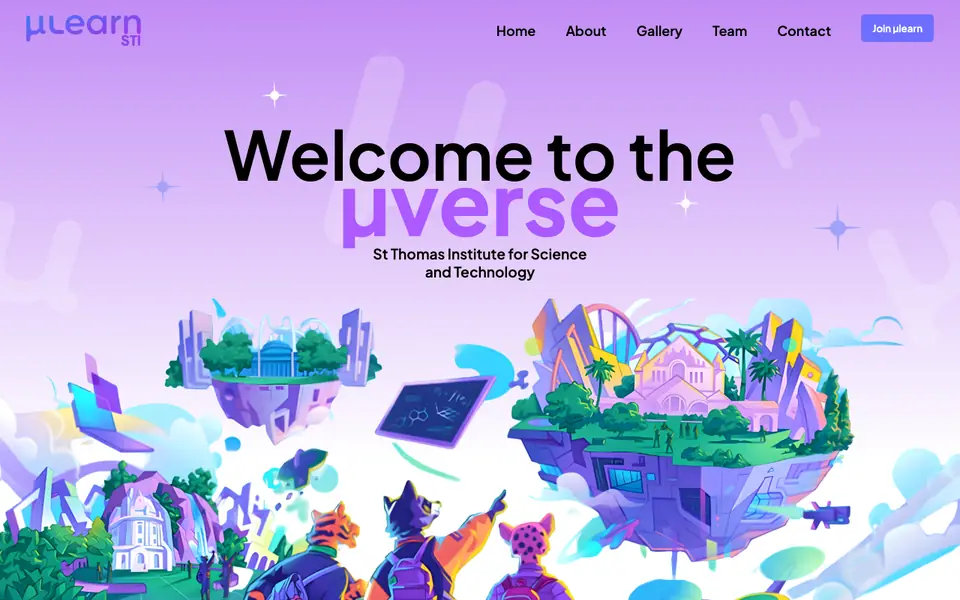 µLearn
STI
Home
About
Gallery
Team
Contact
Join µlearn
Welcome to the
µverse
St Thomas Institute for Science
and Technology